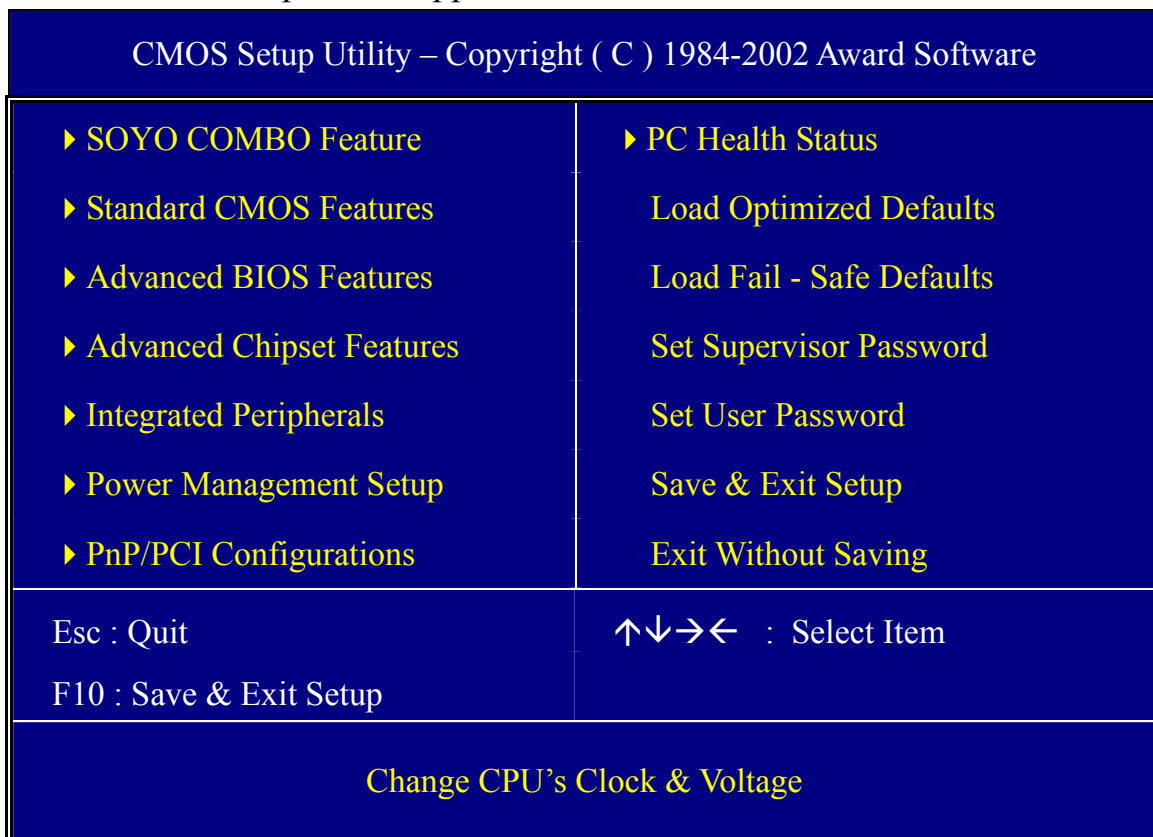 CMOS Setup Utility – Copyright ( C ) 1984-2002 Award Software
SOYO COMBO Feature
Standard CMOS Features
Advanced BIOS Features
Advanced Chipset Features
Integrated Peripherals
Power Management Setup
PnP/PCI Configurations
PC Health Status
Load Optimized Defaults
Load Fail - Safe Defaults
Set Supervisor Password
Set User Password
Save & Exit Setup
Exit Without Saving
Esc : Quit
F10 : Save & Exit Setup
↑↓→← : Select Item
Change CPU’s Clock & Voltage